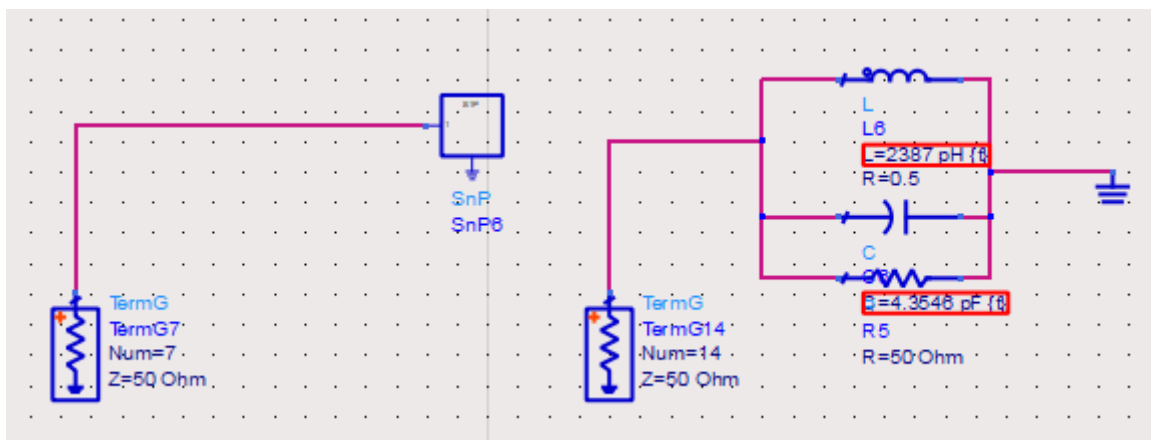 1
SnP
SnP6
TermG
TermG7
Num=7
Z=50 Ohm
TermG
TermG14
Num=14
Z=50 Ohm
L
L6
L=2387 pH {t}
R=0.5
C
=4.3546 pF {t}
R5
R=50 Ohm